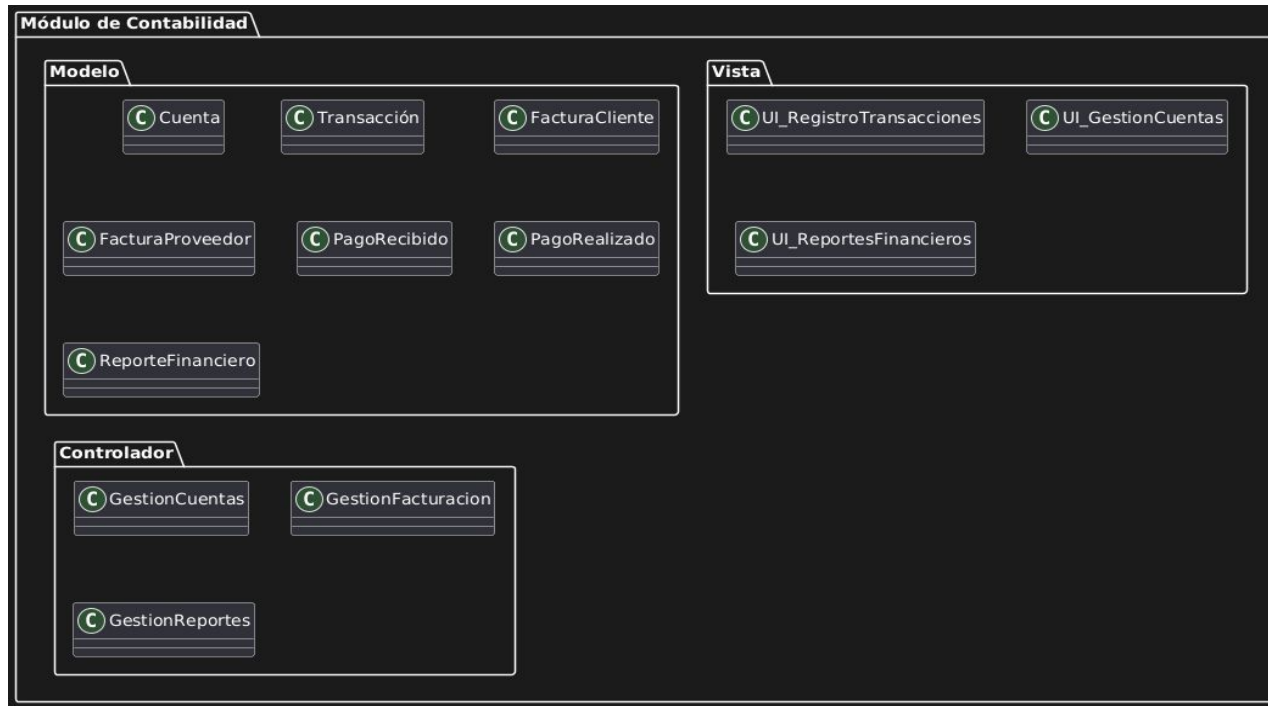 Módulo de Contabilidad
Modelo
C Cuenta
C Transacción
C FacturaCliente
C FacturaProveedor
C PagoRecibido
C PagoRealizado
C ReporteFinanciero
Vista
C UI_RegistroTransacciones
C UI_GestionCuentas
C UI_ReportesFinancieros
Controlador
C GestionCuentas
C GestionFacturacion
C GestionReportes